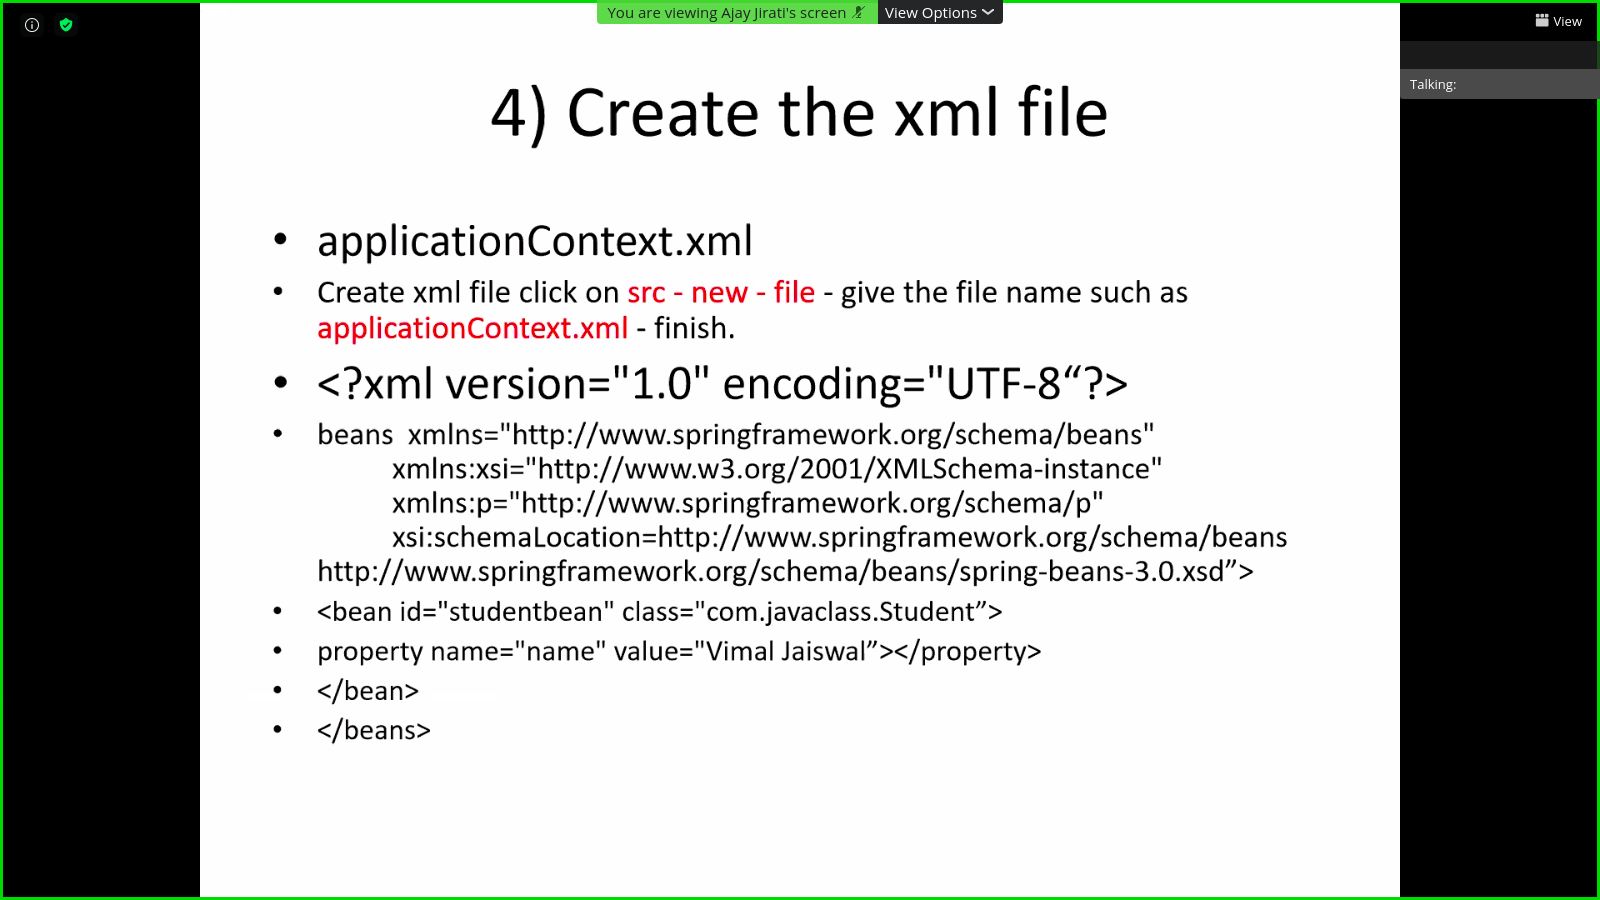 You are viewing Ajay Jirati's screen
View Options
View
Talking:
4) Create the xml file
• applicationContext.xml
• Create xml file click on src - new - file - give the file name such as
applicationContext.xml - finish.
• <?xml version="1.0" encoding="UTF-8“?>
• beans  xmlns="http://www.springframework.org/schema/beans"
xmlns:xsi="http://www.w3.org/2001/XMLSchema-instance"
xmlns:p="http://www.springframework.org/schema/p"
xsi:schemaLocation=http://www.springframework.org/schema/beans
http://www.springframework.org/schema/beans/spring-beans-3.0.xsd”>
• <bean id="studentbean" class="com.javaclass.Student”>
• property name="name" value="Vimal Jaiswal”></property>
• </bean>
• </beans>